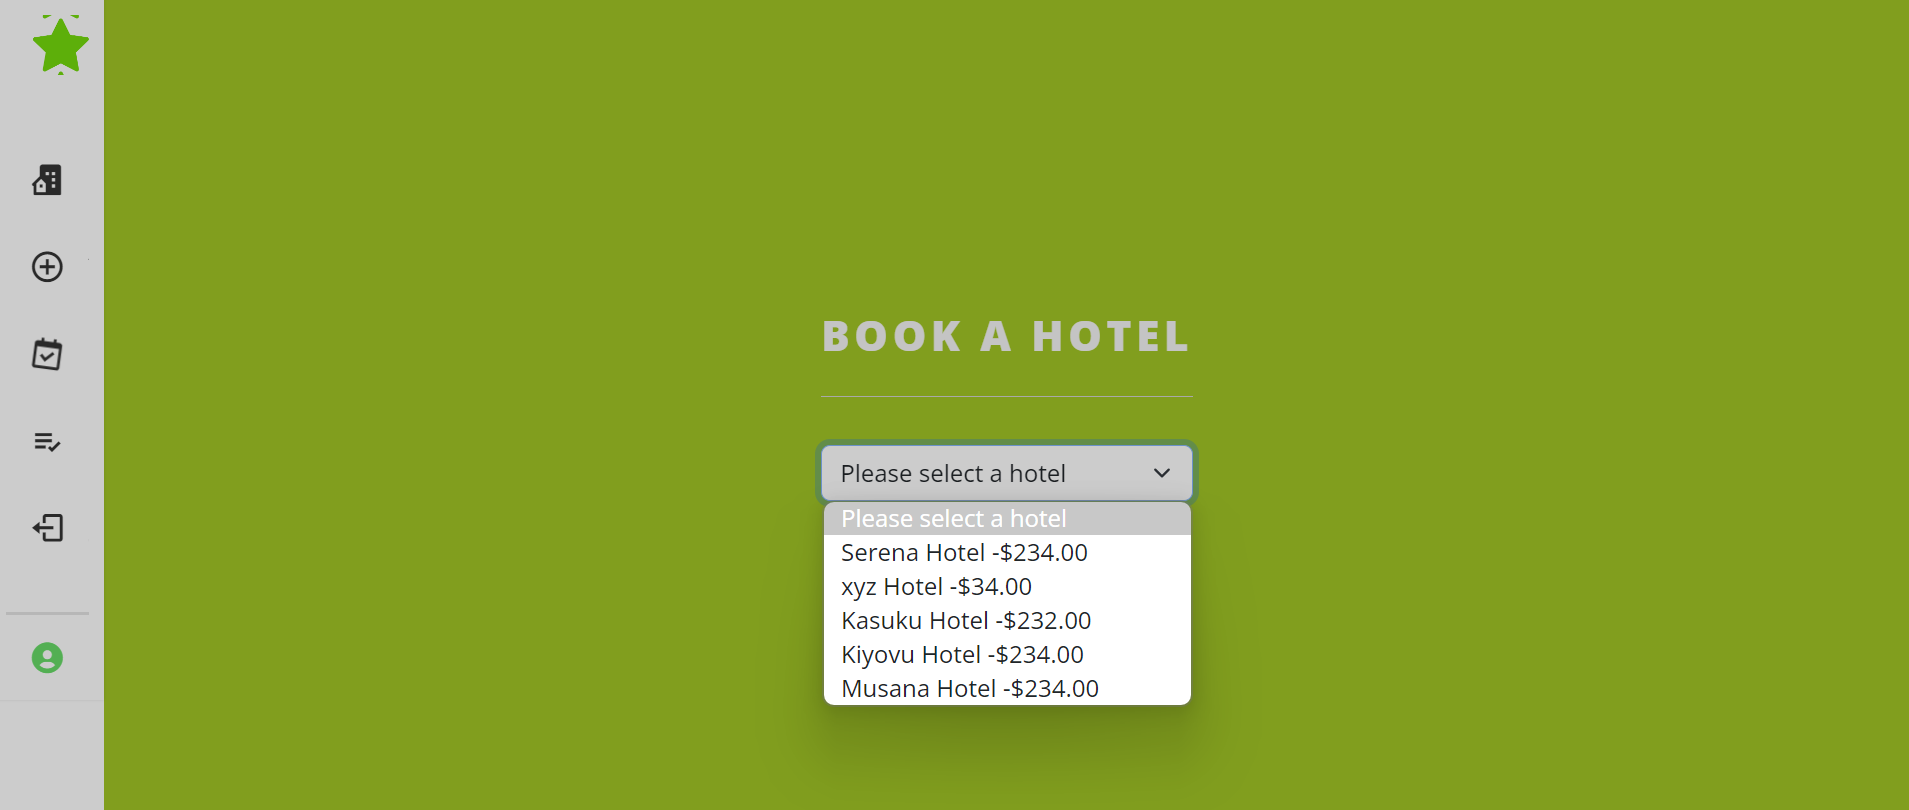 BOOK A HOTEL
Please select a hotel
Please select a hotel
Serena Hotel -$234.00
xyz Hotel -$34.00
Kasuku Hotel -$232.00
Kiyovu Hotel -$234.00
Musana Hotel -$234.00